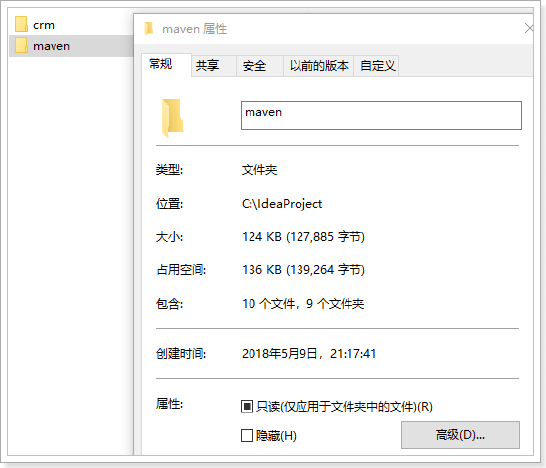 crm
maven
maven 属性
常规 共享 安全 以前的版本 自定义
maven
类型: 文件夹
位置: C:\IdeaProject
大小: 124 KB (127,885 字节)
占用空间: 136 KB (139,264 字节)
包含: 10 个文件，9 个文件夹
创建时间: 2018年5月9日，21:17:41
属性: 只读(仅应用于文件夹中的文件)(R)
隐藏(H) 高级(D)...